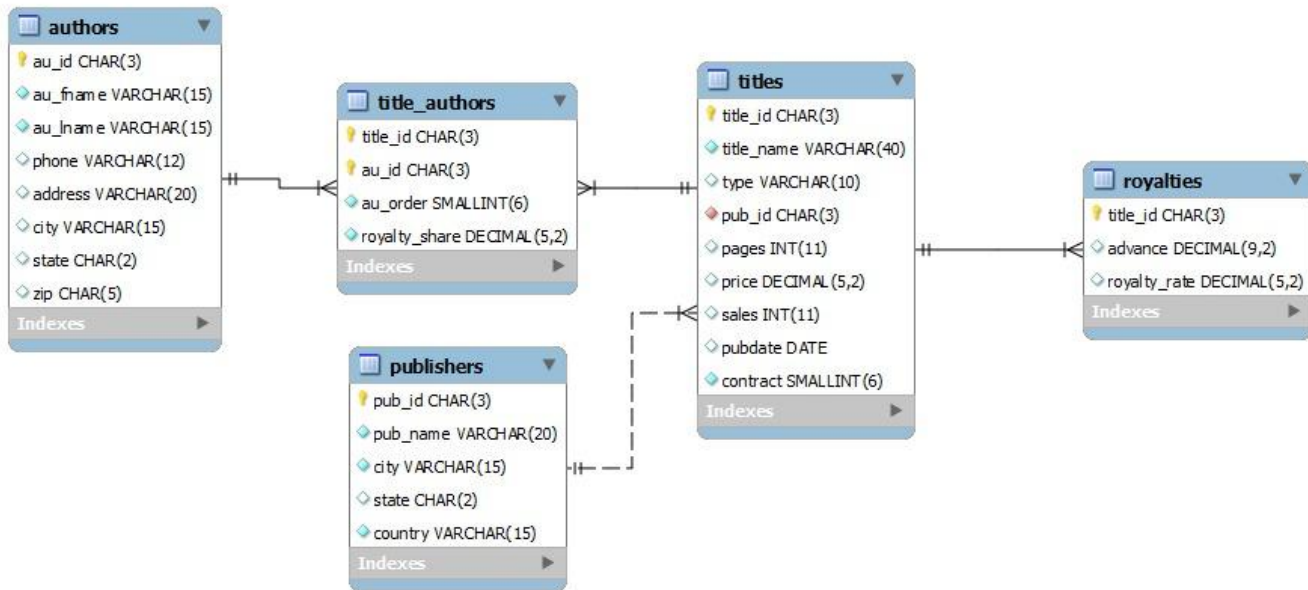 authors
au_id CHAR(3)
au_fname VARCHAR(15)
au_lname VARCHAR(15)
phone VARCHAR(12)
address VARCHAR(20)
city VARCHAR(15)
state CHAR(2)
zip CHAR(5)
Indexes
title_authors
title_id CHAR(3)
au_id CHAR(3)
au_order SMALLINT(6)
royalty_share DECIMAL(5,2)
Indexes
publishers
pub_id CHAR(3)
pub_name VARCHAR(20)
city VARCHAR(15)
state CHAR(2)
country VARCHAR(15)
Indexes
titles
title_id CHAR(3)
title_name VARCHAR(40)
type VARCHAR(10)
pub_id CHAR(3)
pages INT(11)
price DECIMAL(5,2)
sales INT(11)
pubdate DATE
contract SMALLINT(6)
Indexes
royalties
title_id CHAR(3)
advance DECIMAL(9,2)
royalty_rate DECIMAL(5,2)
Indexes